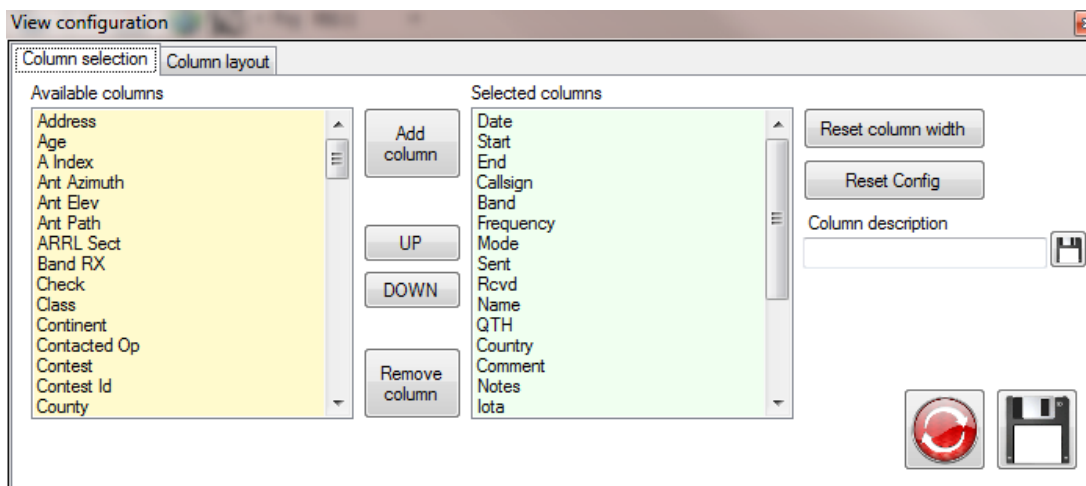 View configuration
Column selection
Column layout
Available columns
Address
Age
A Index
Ant Azimuth
Ant Elev
Ant Path
ARRL Sect
Band RX
Check
Class
Continent
Contacted Op
Contest
Contest Id
County
Add
column
UP
DOWN
Remove
column
Selected columns
Date
Start
End
Callsign
Band
Frequency
Mode
Sent
Rcvd
Name
QTH
Country
Comment
Notes
Iota
Reset column width
Reset Config
Column description